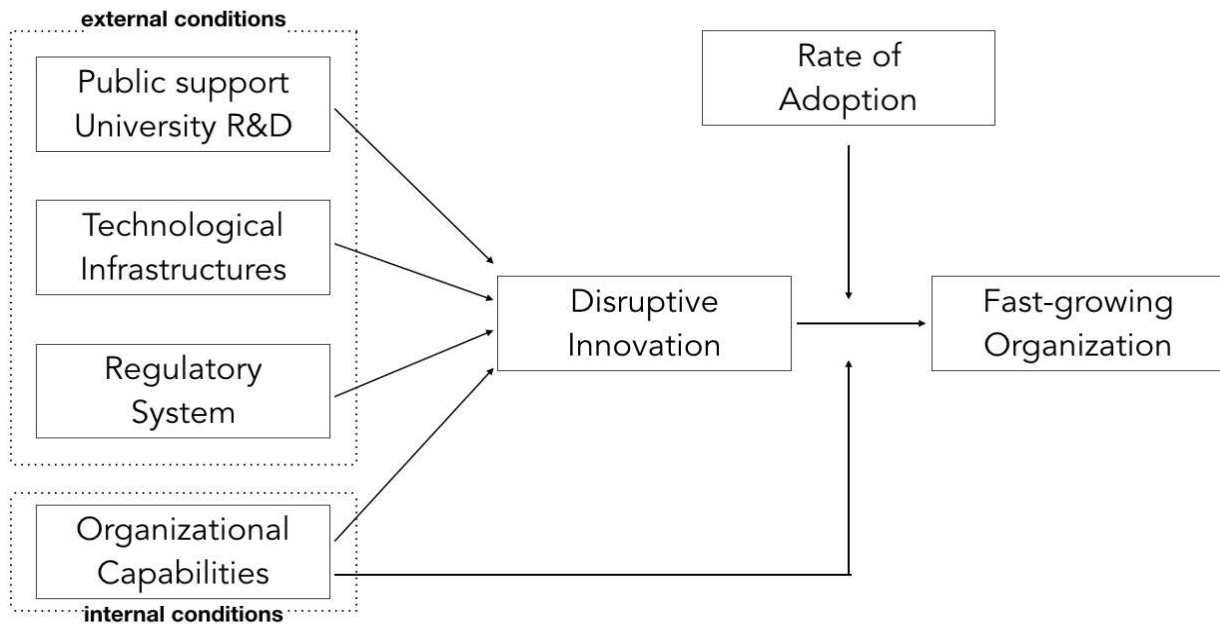 external conditions
Public support
University R&D
Technological
Infrastructures
Regulatory
System
Organizational
Capabilities
internal conditions
Disruptive
Innovation
Rate of
Adoption
Fast-growing
Organization